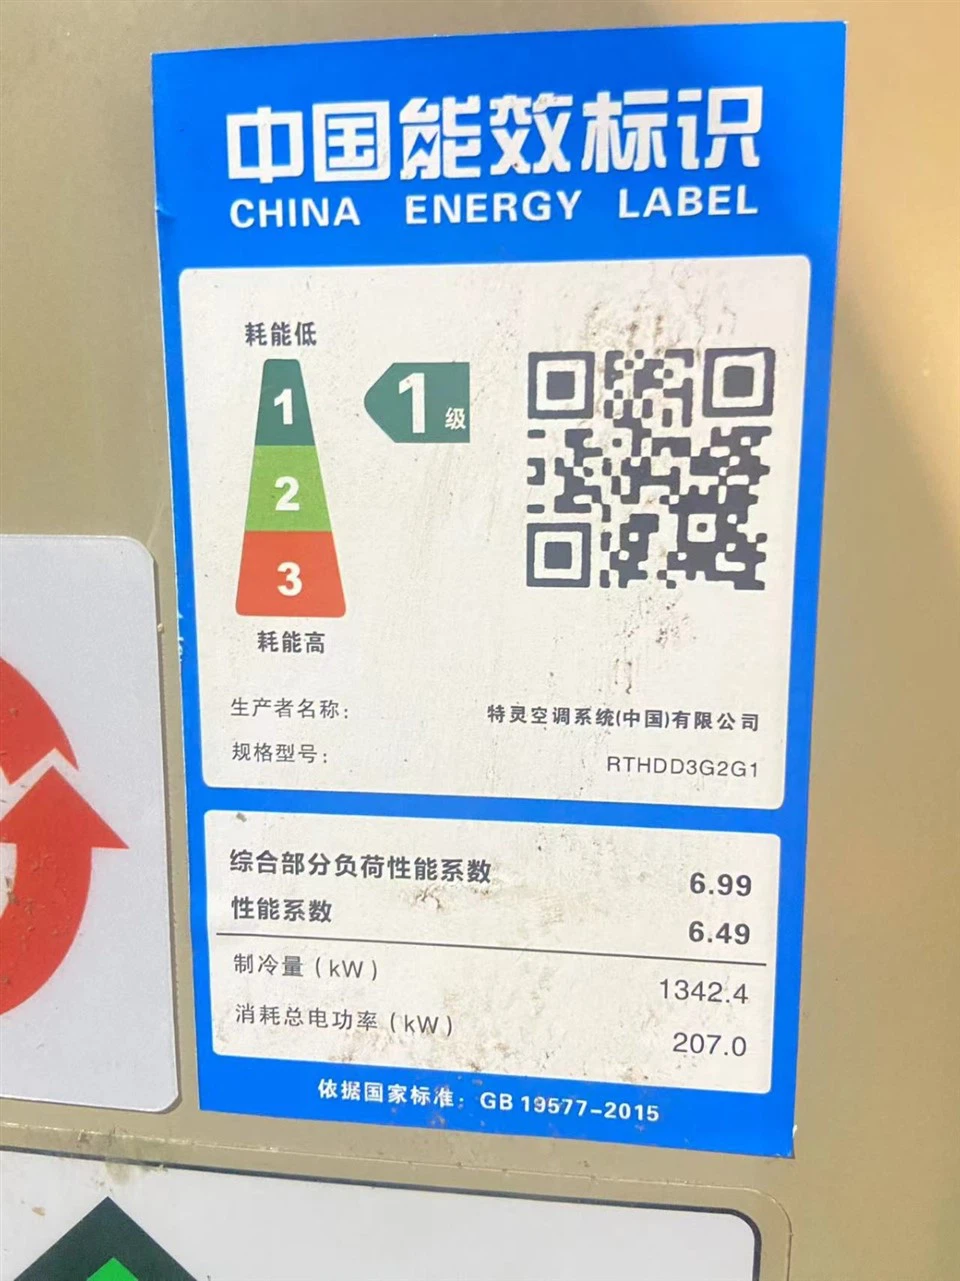 中国能效标识
CHINA ENERGY LABEL
耗能低
1
1级
2
3
耗能高
生产者名称： 特灵空调系统(中国)有限公司
规格型号： RTHDD3G2G1
综合部分负荷性能系数 6.99
性能系数 6.49
制冷量（kW） 1342.4
消耗总电功率（kW） 207.0
依据国家标准：GB 19577-2015